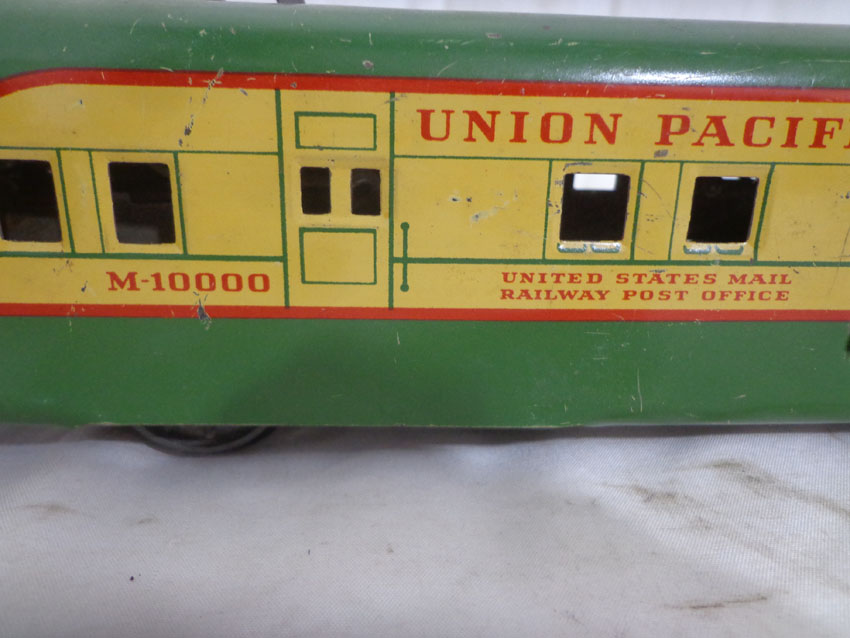 UNION PACIF
M-10000
UNITED STATES MAIL
RAILWAY POST OFFICE